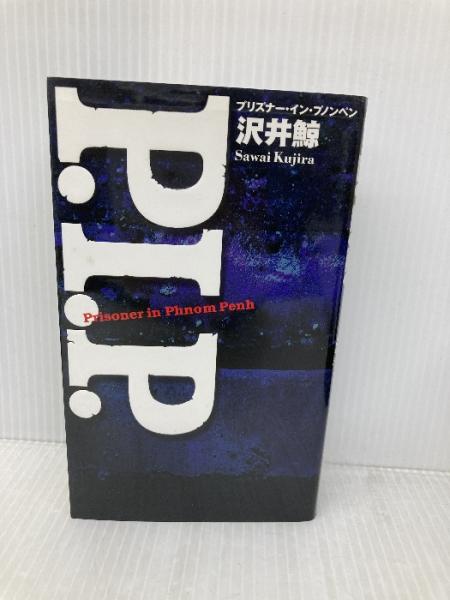 プリズナー・イン・プノンペン
沢井鯨
Sawai Kujira
P.I.P.
Prisoner in Phnom Penh